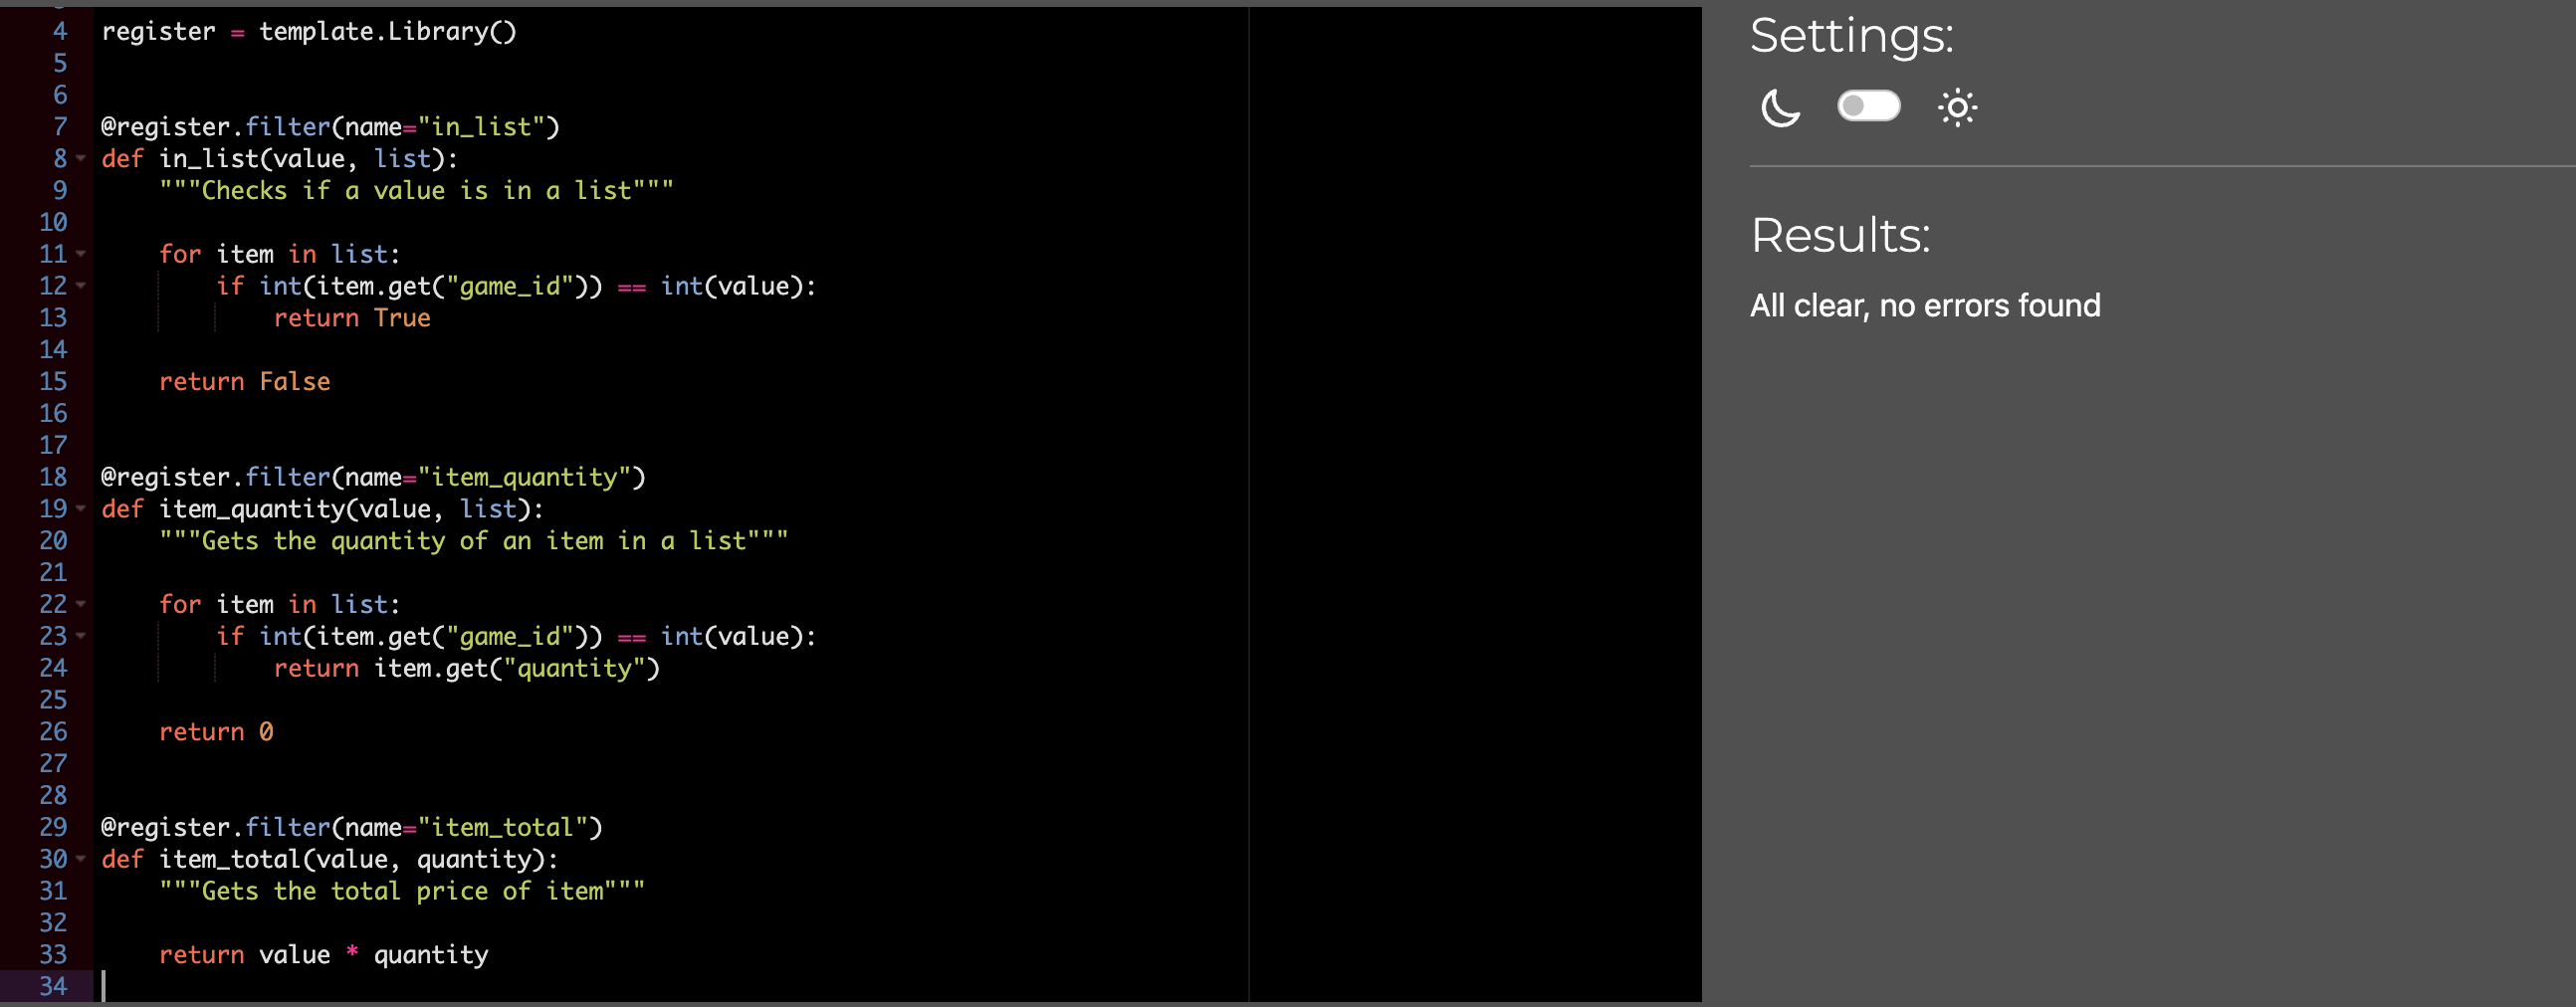 4 register = template.Library()
5
6
7 @register.filter(name="in_list")
8 def in_list(value, list):
9     """Checks if a value is in a list"""
10
11     for item in list:
12         if int(item.get("game_id")) == int(value):
13             return True
14
15     return False
16
17
18 @register.filter(name="item_quantity")
19 def item_quantity(value, list):
20     """Gets the quantity of an item in a list"""
21
22     for item in list:
23         if int(item.get("game_id")) == int(value):
24             return item.get("quantity")
25
26     return 0
27
28
29 @register.filter(name="item_total")
30 def item_total(value, quantity):
31     """Gets the total price of item"""
32
33     return value * quantity
34
Settings:
Results:
All clear, no errors found